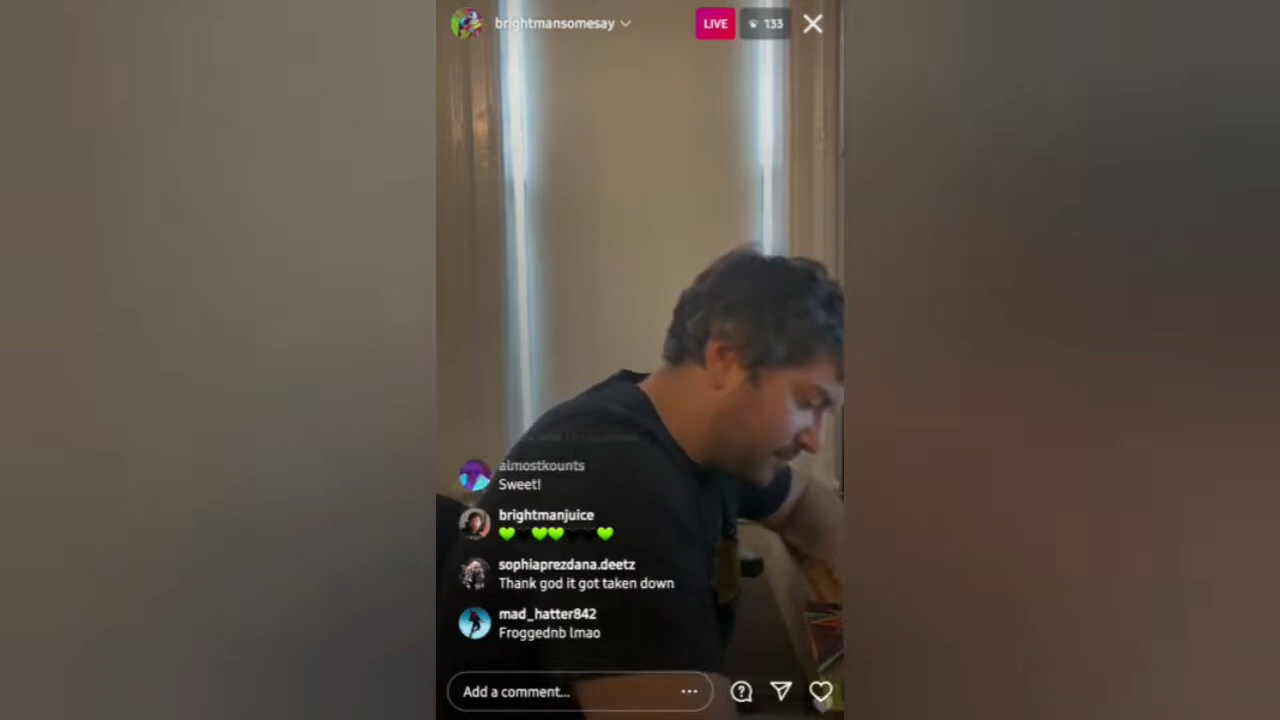 brightmansomesay
LIVE
133
almostkounts
Sweet!
brightmanjuice
💚🖤💚💚🖤🖤💚
sophiaprezdana.deetz
Thank god it got taken down
mad_hatter842
Froggednb lmao
Add a comment...